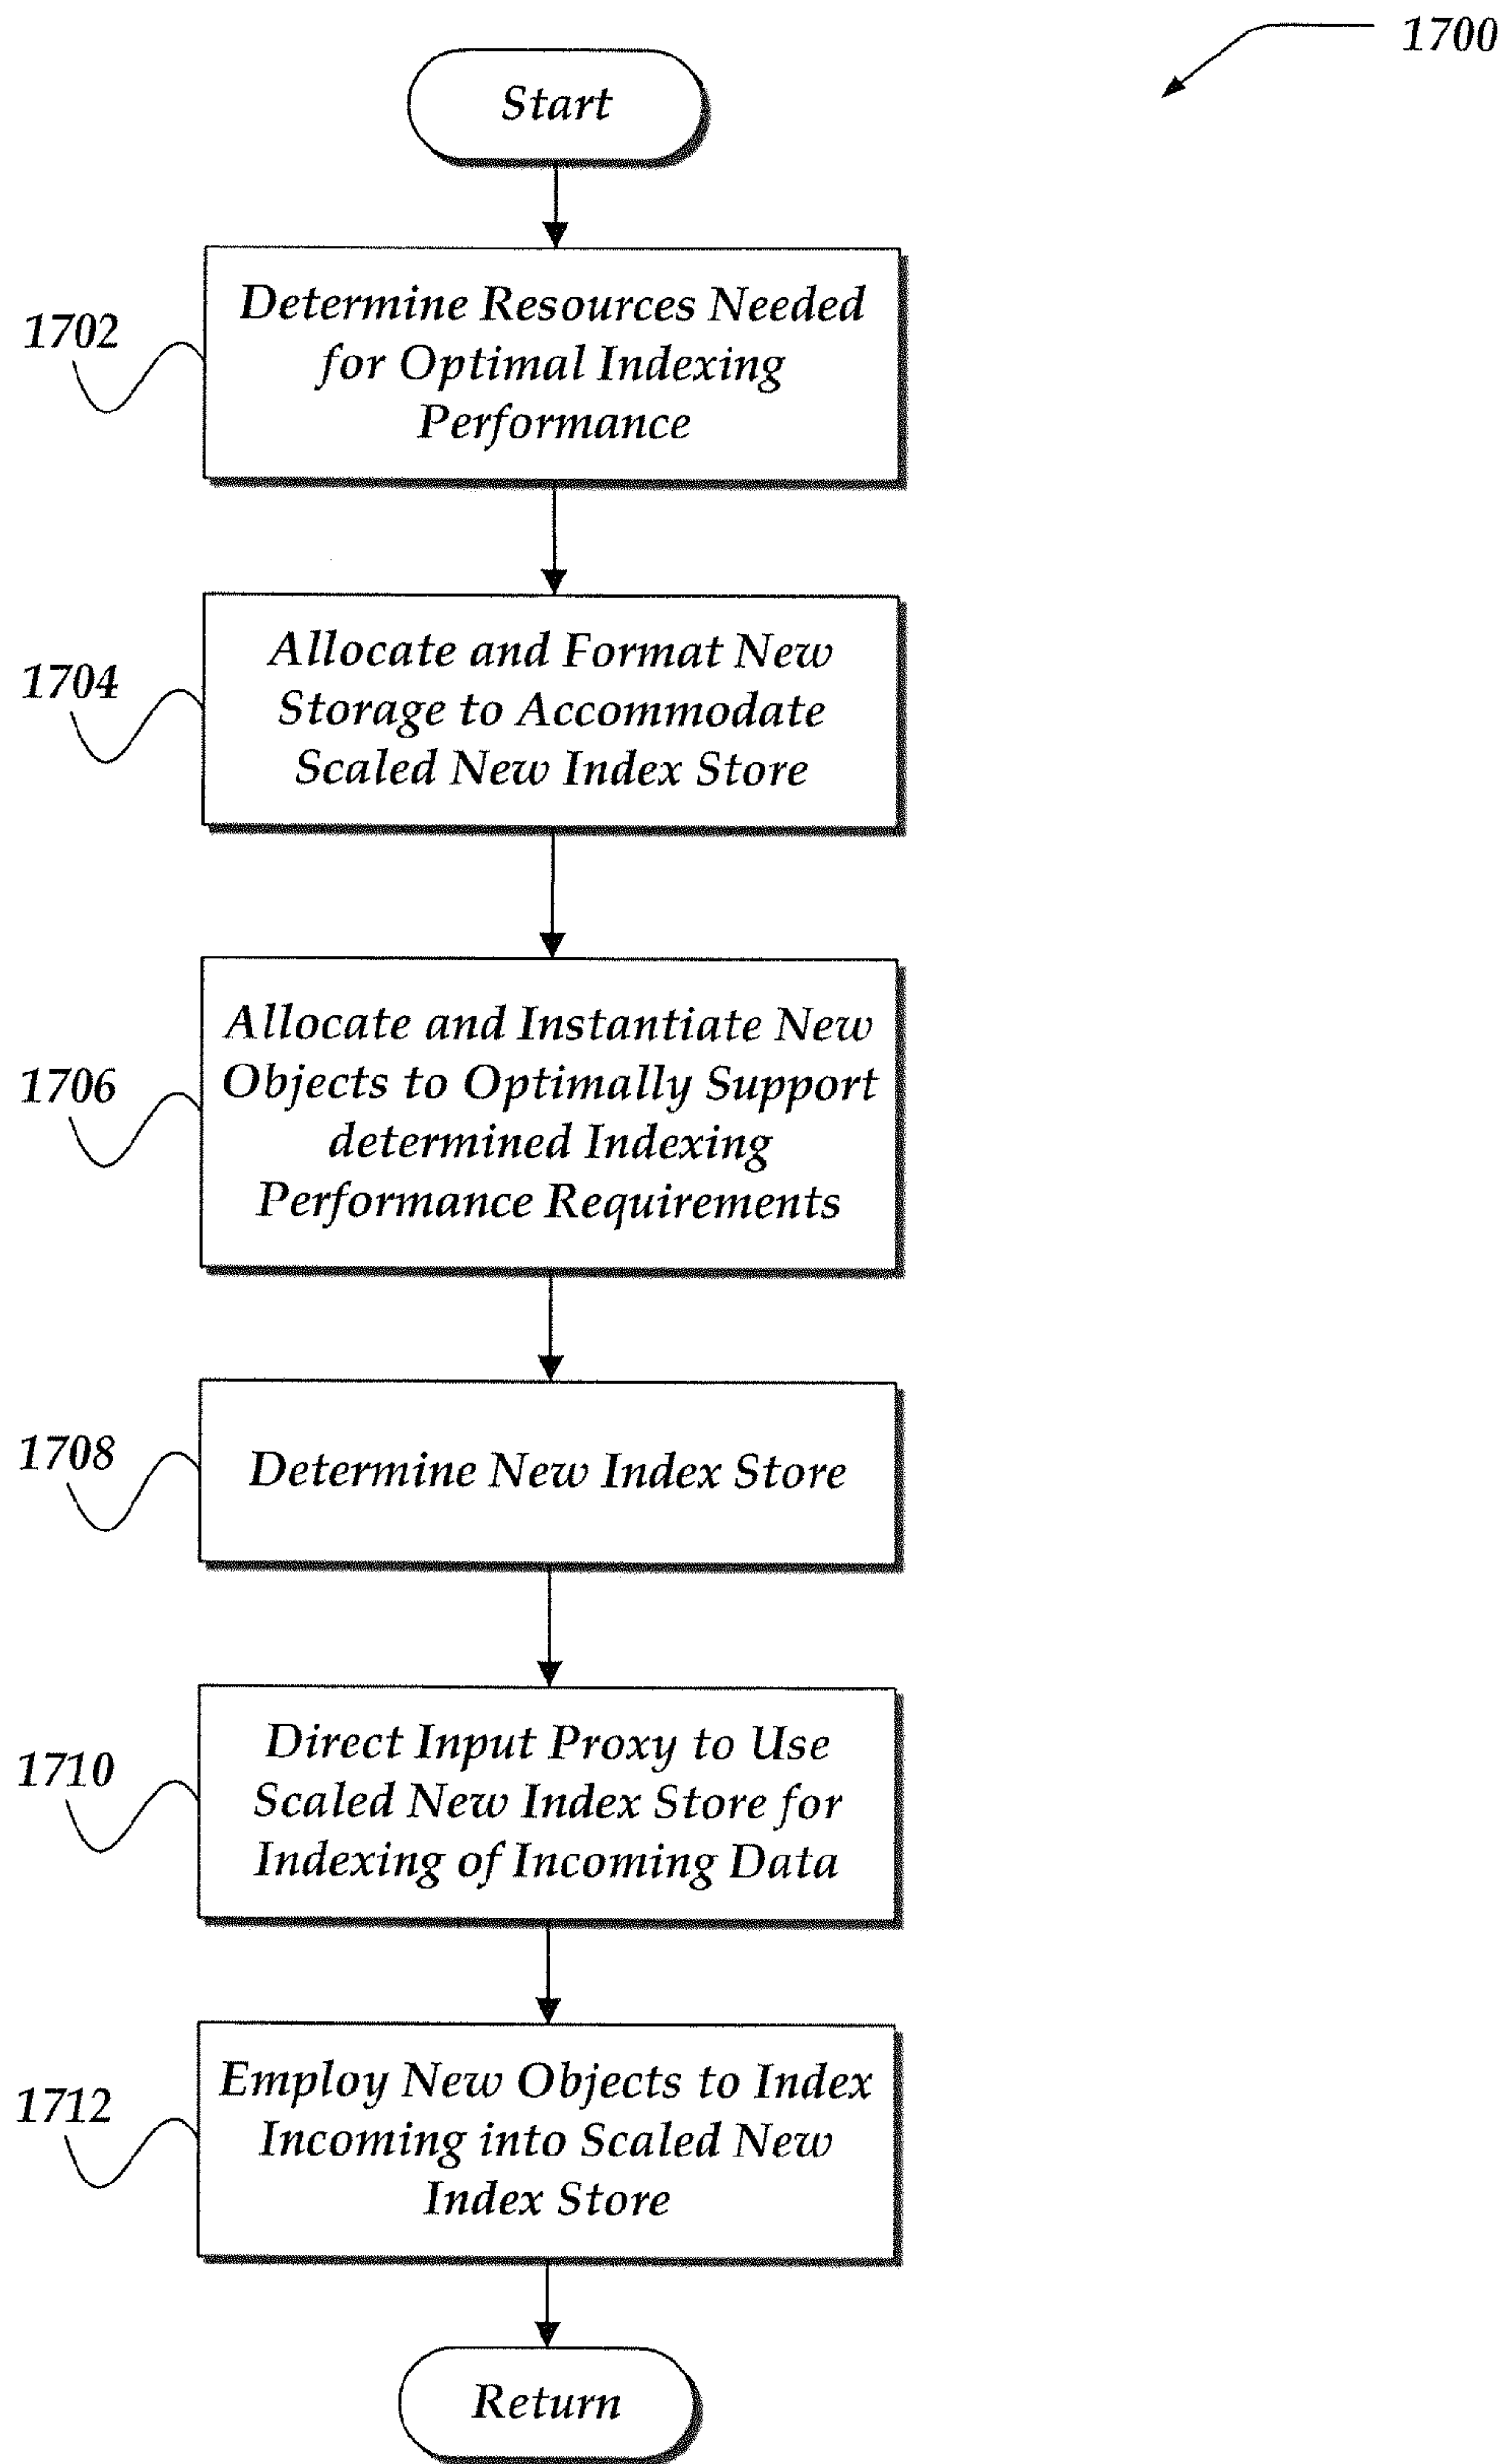 1700
Start
1702
Determine Resources Needed
for Optimal Indexing
Performance
1704
Allocate and Format New
Storage to Accommodate
Scaled New Index Store
1706
Allocate and Instantiate New
Objects to Optimally Support
determined Indexing
Performance Requirements
1708
Determine New Index Store
1710
Direct Input Proxy to Use
Scaled New Index Store for
Indexing of Incoming Data
1712
Employ New Objects to Index
Incoming into Scaled New
Index Store
Return